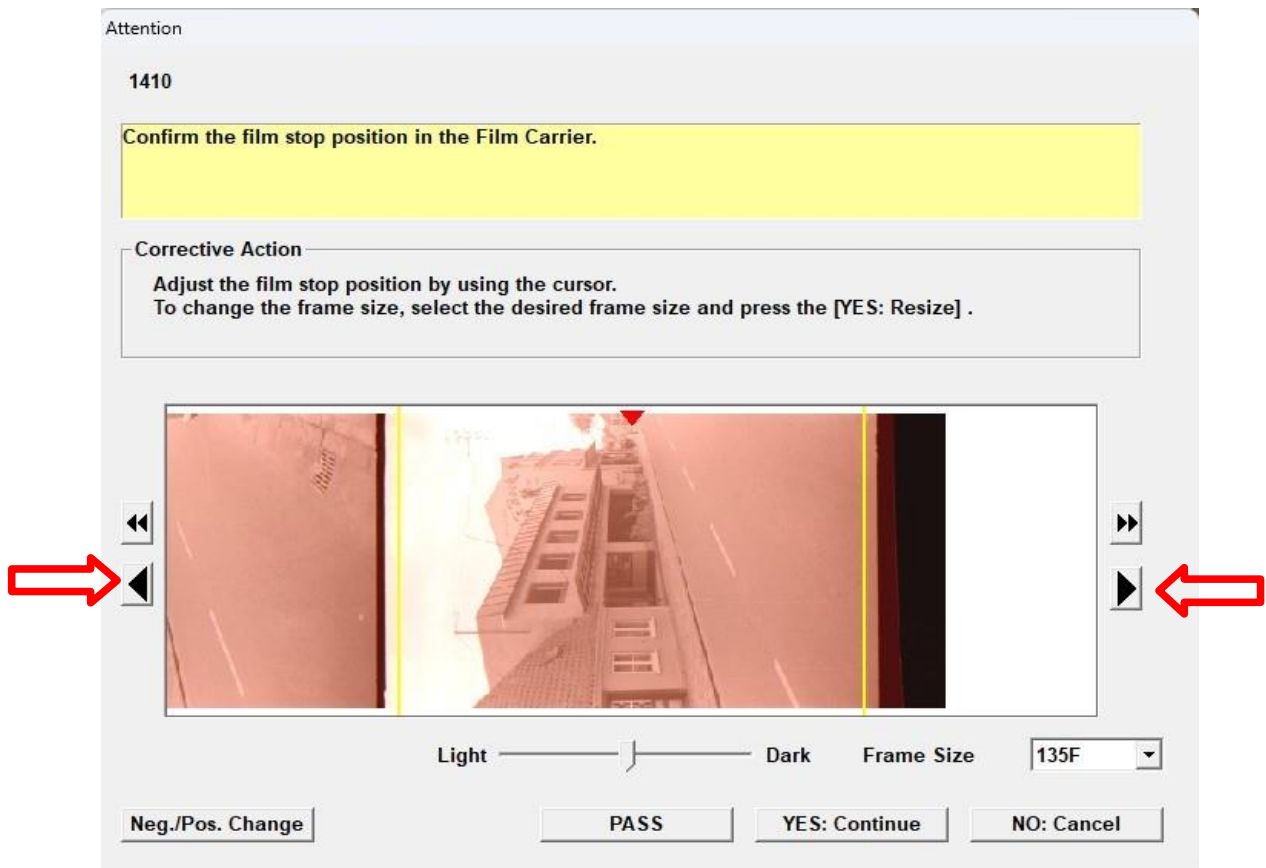 Attention
1410
Confirm the film stop position in the Film Carrier.
Corrective Action
Adjust the film stop position by using the cursor.
To change the frame size, select the desired frame size and press the [YES: Resize] .
Light Dark Frame Size 135F
Neg./Pos. Change PASS YES: Continue NO: Cancel